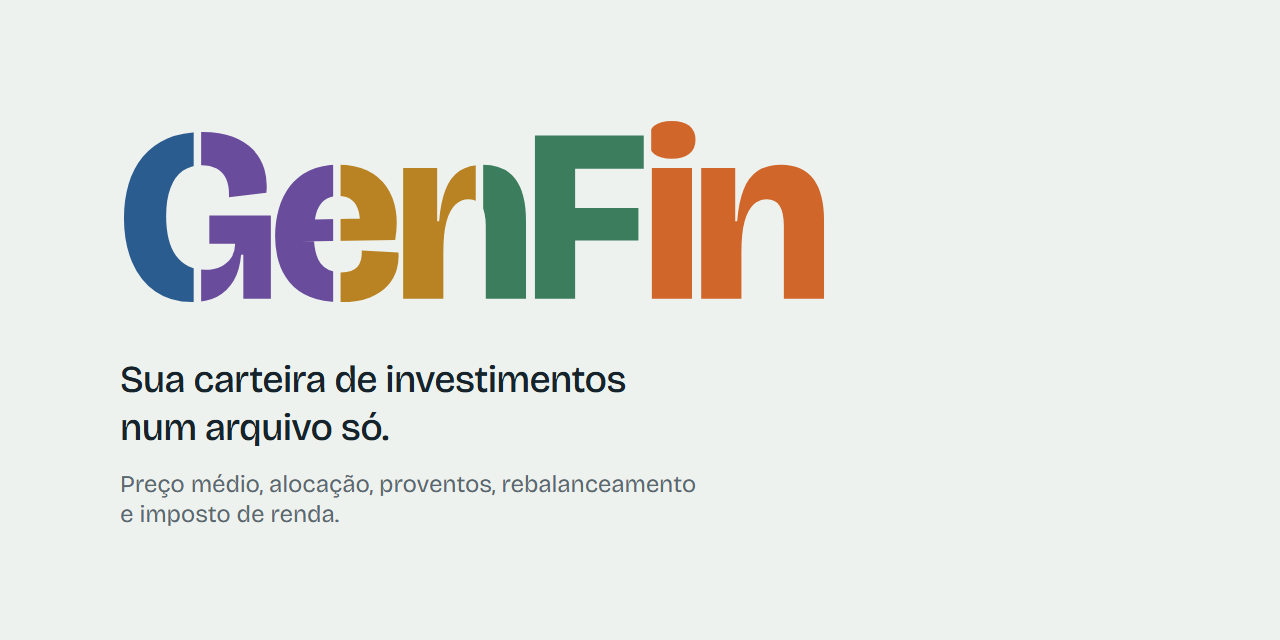 GenFin
Sua carteira de investimentos
num arquivo só.
Preço médio, alocação, proventos, rebalanceamento
e imposto de renda.